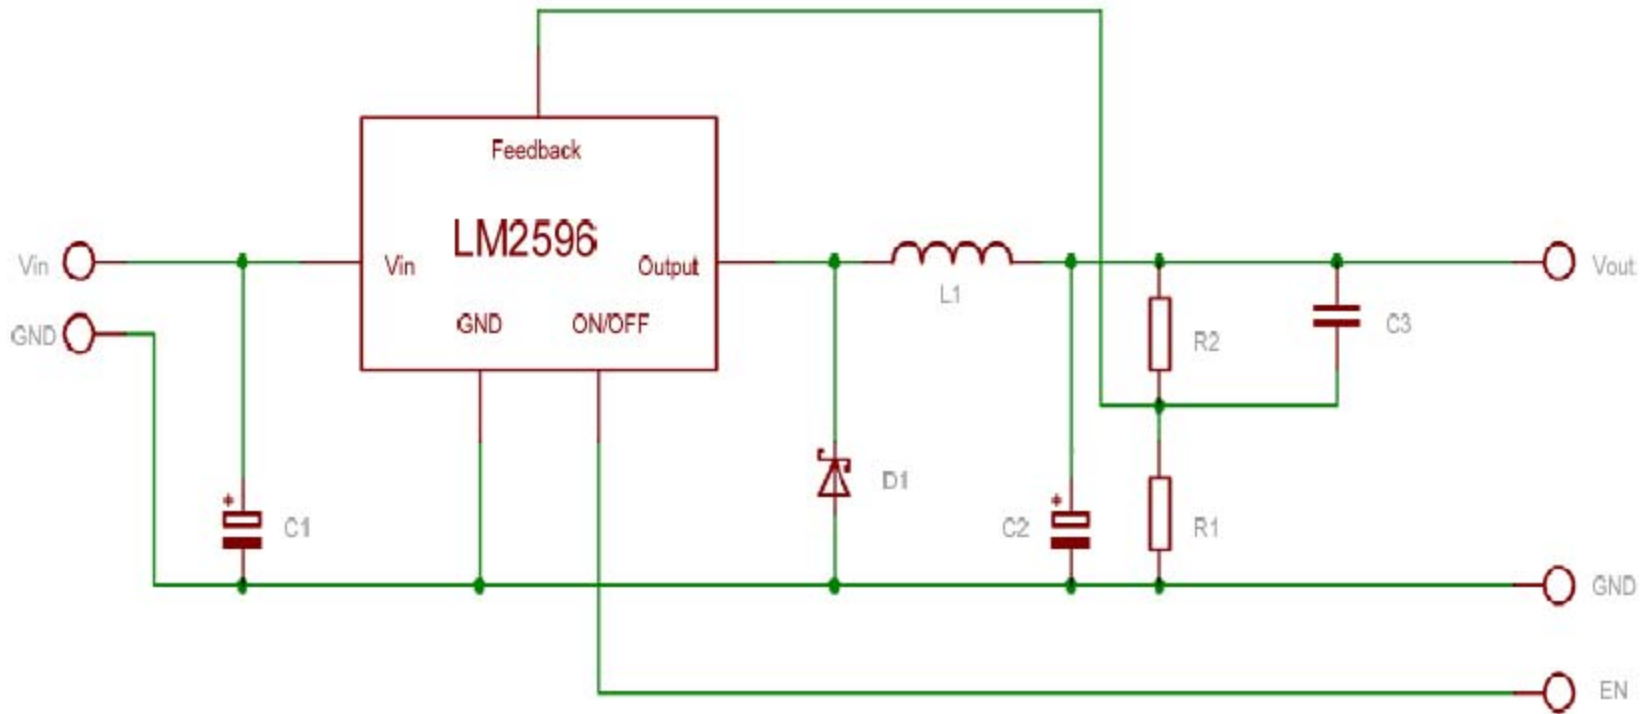 Feedback
LM2596
Vin
Vin
Output
Vout
L1
GND
GND
ON/OFF
R2
C3
D1
C1
C2
R1
GND
EN